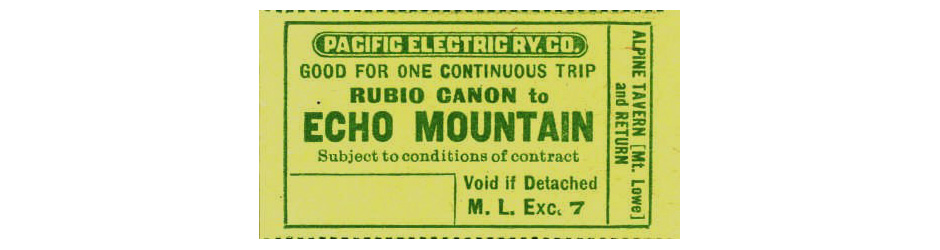 PACIFIC ELECTRIC RY. CO.
GOOD FOR ONE CONTINUOUS TRIP
RUBIO CANON to
ECHO MOUNTAIN
Subject to conditions of contract
Void if Detached
M. L. Exc. 7
ALPINE TAVERN [Mt. Lowe]
and RETURN